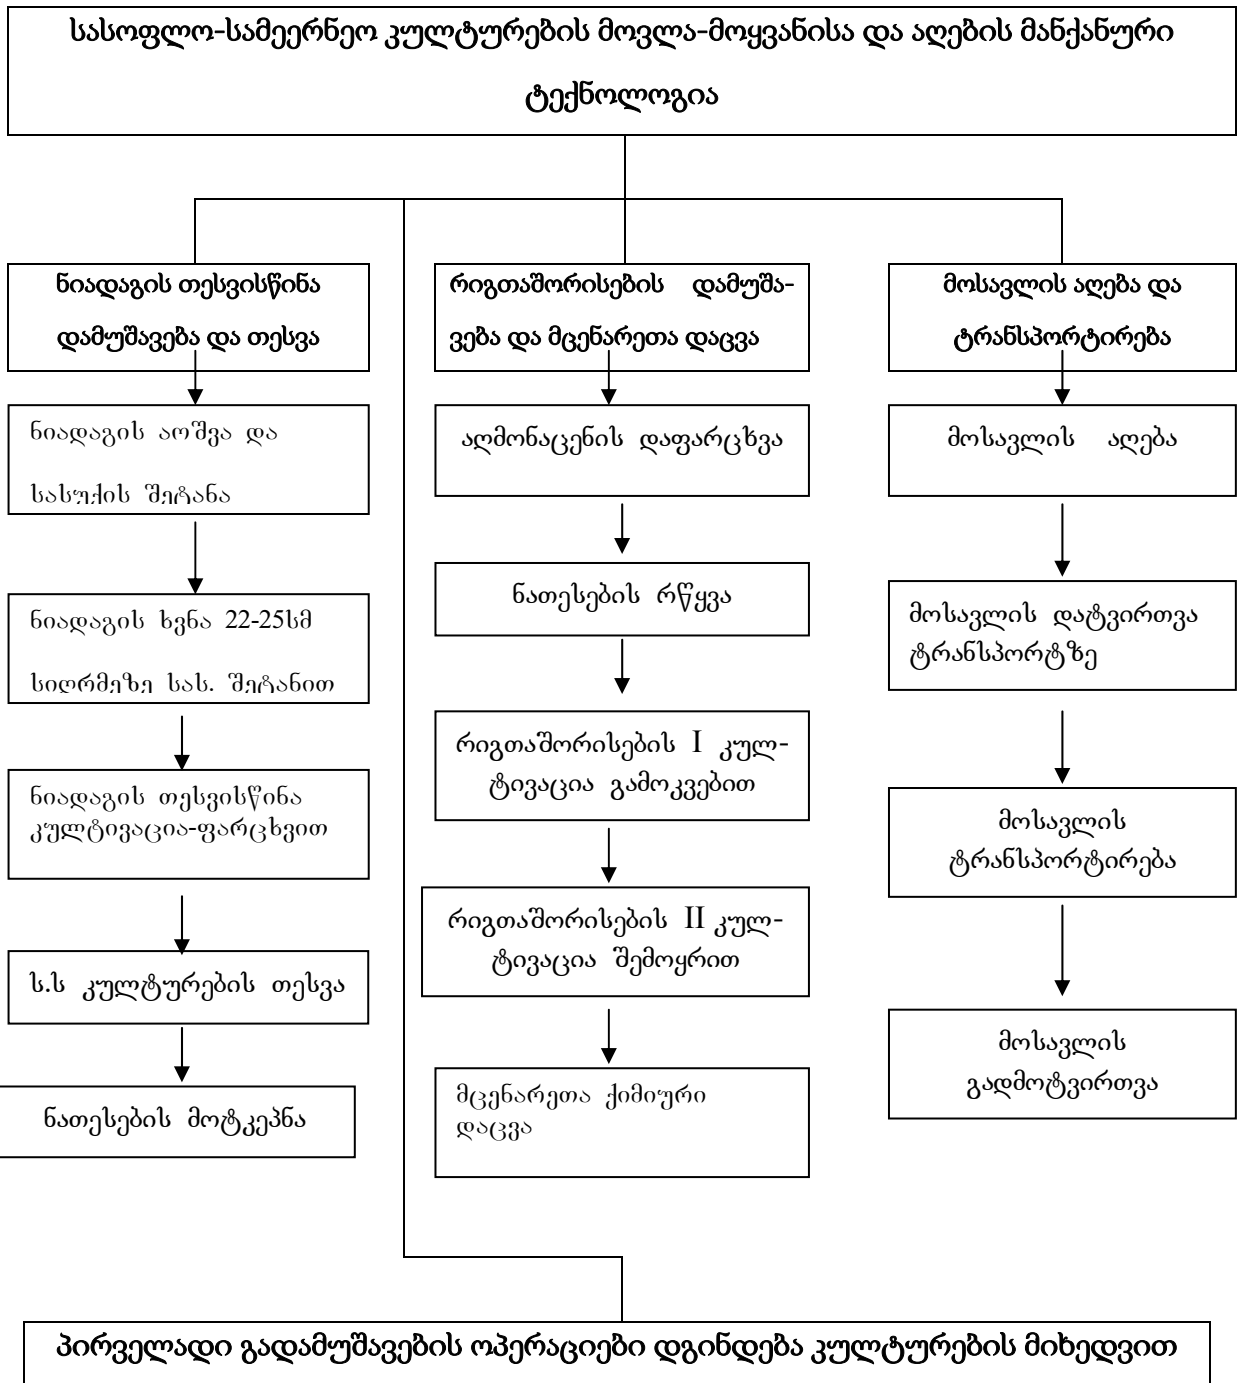 სასოფლო-სამეერნეო კულტურების მოვლა-მოყვანისა და აღების მანქანური
ტექნოლოგია
ნიადაგის თესვისწინა
დამუშავება და თესვა
ნიადაგის აოშვა და
სასუქის შეტანა
ნიადაგის ხვნა 22-25სმ
სიღრმეზე სას. შეტანით
ნიადაგის თესვისწინა
კულტივაცია-ფარცხვით
ს.ს კულტურების თესვა
ნათესების მოტკეპნა
რიგთაშორისების დამუშა-
ვება და მცენარეთა დაცვა
აღმონაცენის დაფარცხვა
ნათესების რწყვა
რიგთაშორისების I კულ-
ტივაცია გამოკვებით
რიგთაშორისების II კულ-
ტივაცია შემოყრით
მცენარეთა ქიმიური
დაცვა
მოსავლის აღება და
ტრანსპორტირება
მოსავლის აღება
მოსავლის დატვირთვა
ტრანსპორტზე
მოსავლის
ტრანსპორტირება
მოსავლის
გადმოტვირთვა
პირველადი გადამუშავების ოპერაციები დგინდება კულტურების მიხედვით